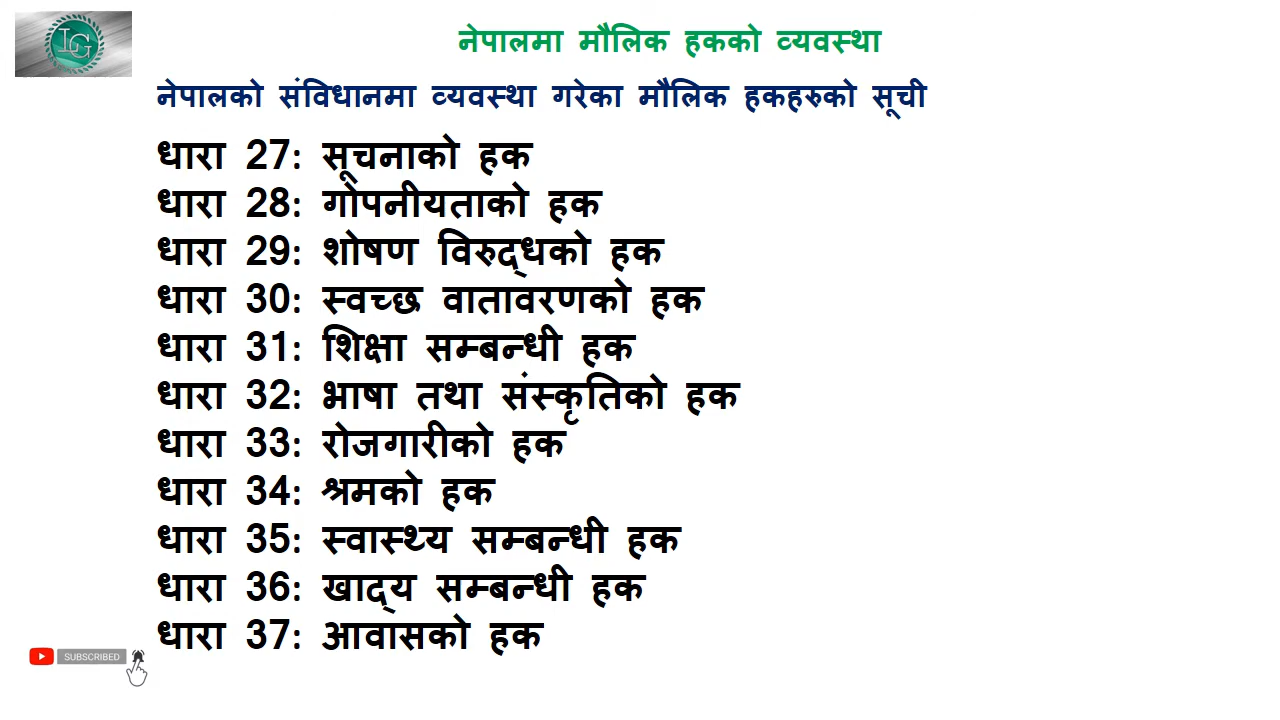 LG
नेपालमा मौलिक हकको व्यवस्था
नेपालको संविधानमा व्यवस्था गरेका मौलिक हकहरुको सूची
धारा 27: सूचनाको हक
धारा 28: गोपनीयताको हक
धारा 29: शोषण विरुद्‌धको हक
धारा 30: स्वच्छ वातावरणको हक
धारा 31: शिक्षा सम्बन्धी हक
धारा 32: भाषा तथा संस्कृतिको हक
धारा 33: रोजगारीको हक
धारा 34: श्रमको हक
धारा 35: स्वास्थ्य सम्बन्धी हक
धारा 36: खाद्‌य सम्बन्धी हक
धारा 37: आवासको हक
SUBSCRIBED